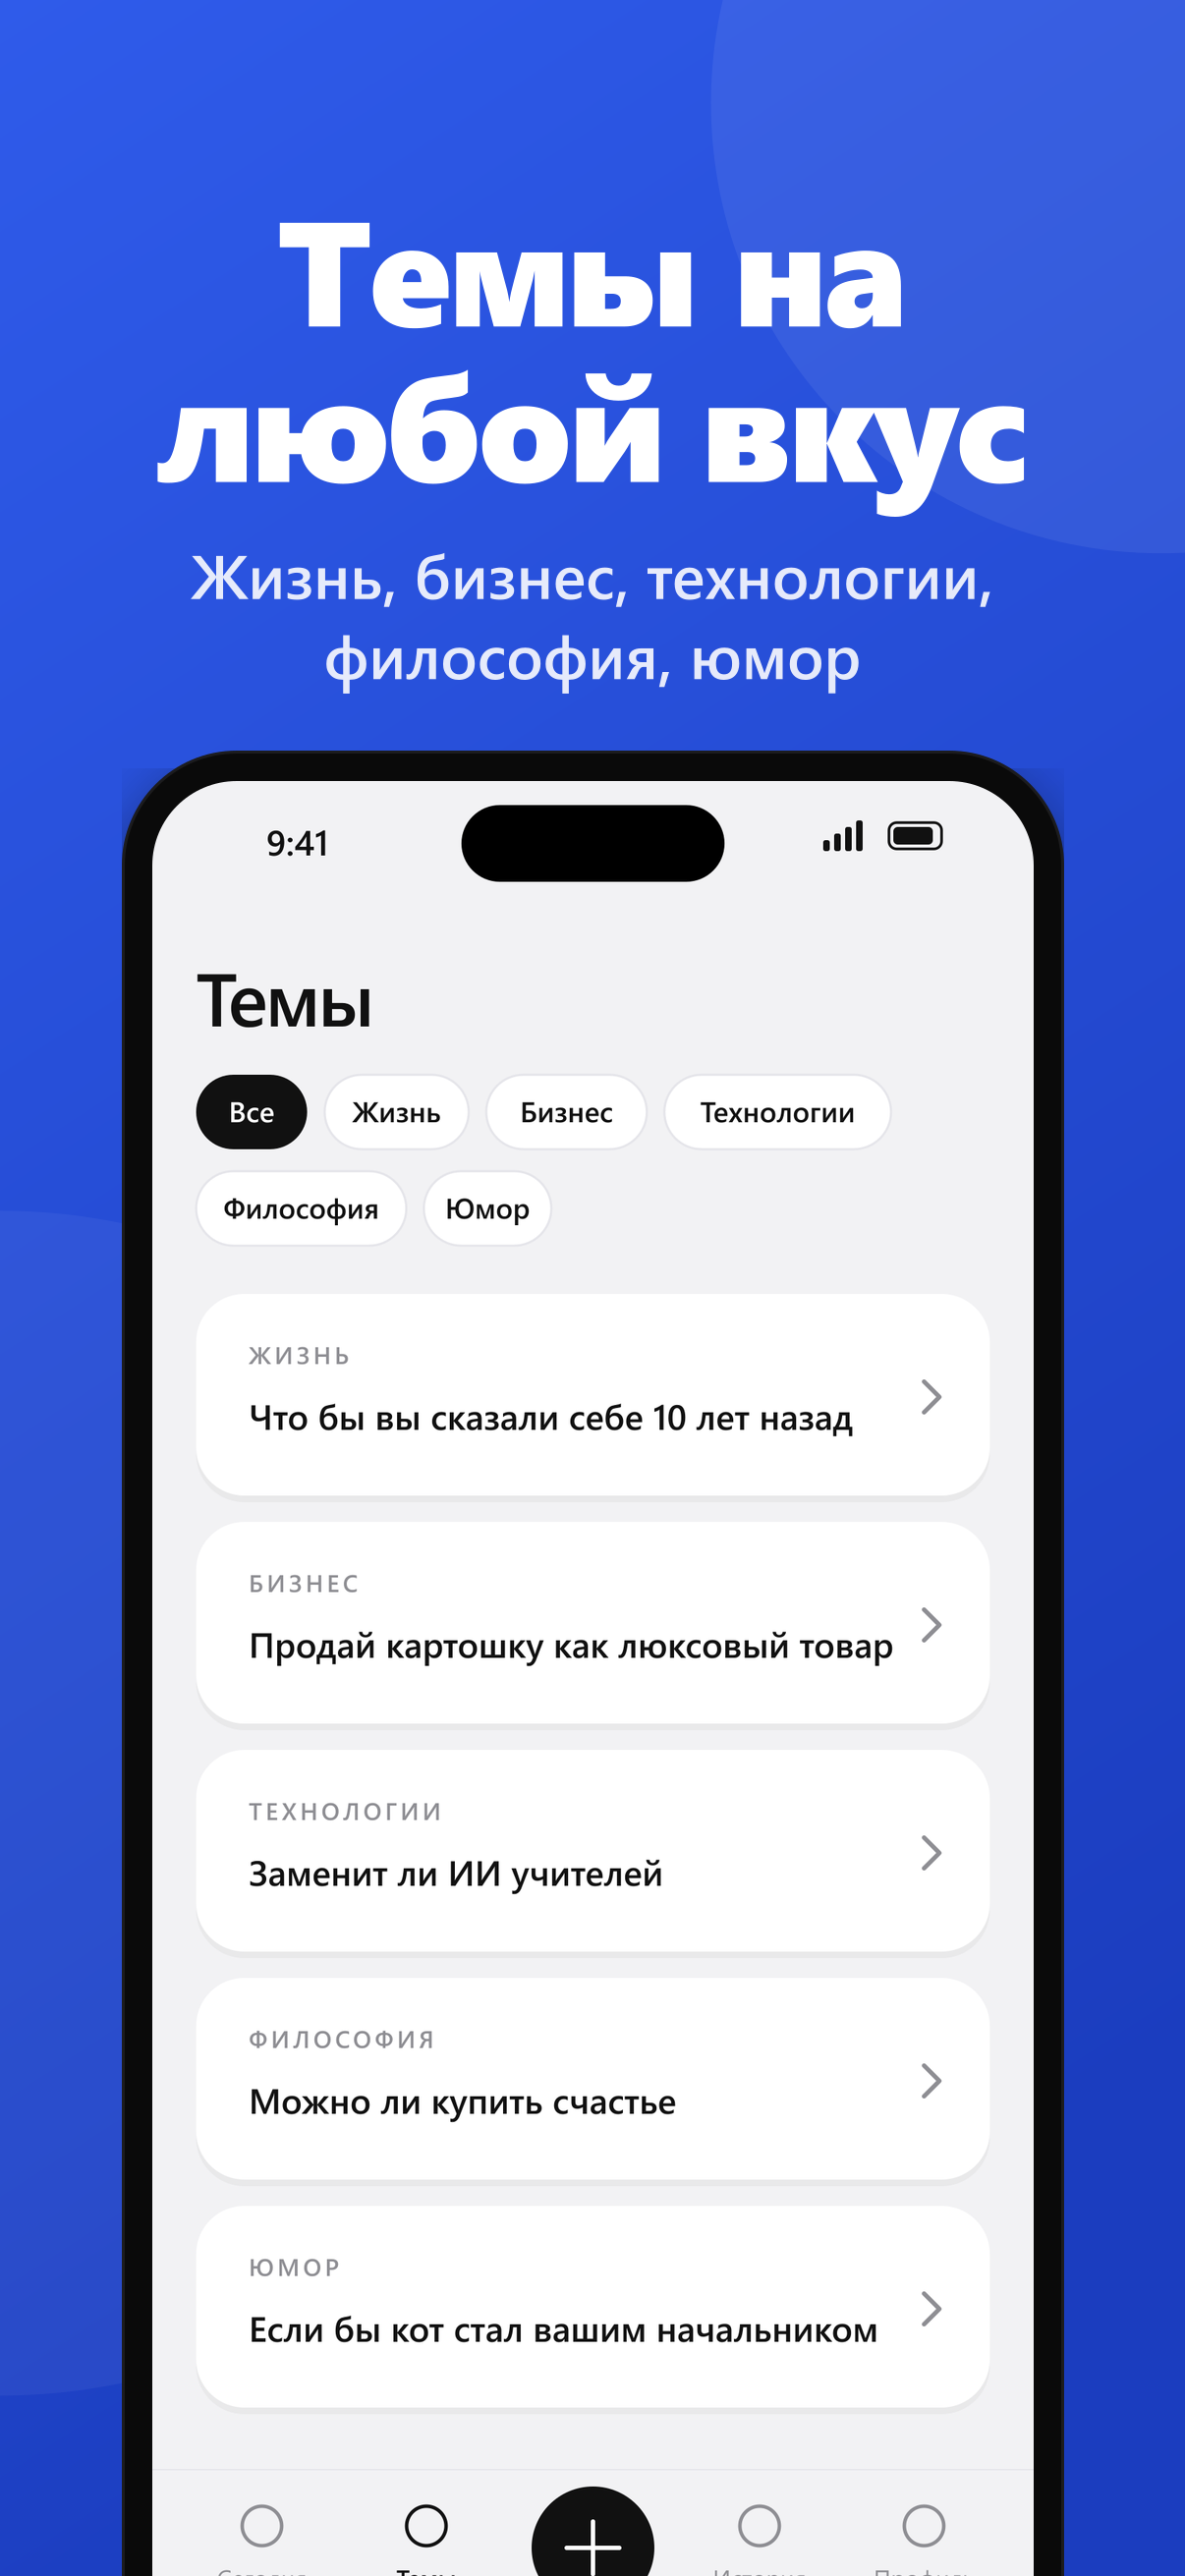 Темы на
любой вкус
Жизнь, бизнес, технологии,
философия, юмор
9:41
Темы
Все Жизнь Бизнес Технологии
Философия Юмор
ЖИЗНЬ
Что бы вы сказали себе 10 лет назад
БИЗНЕС
Продай картошку как люксовый товар
ТЕХНОЛОГИИ
Заменит ли ИИ учителей
ФИЛОСОФИЯ
Можно ли купить счастье
ЮМОР
Если бы кот стал вашим начальником